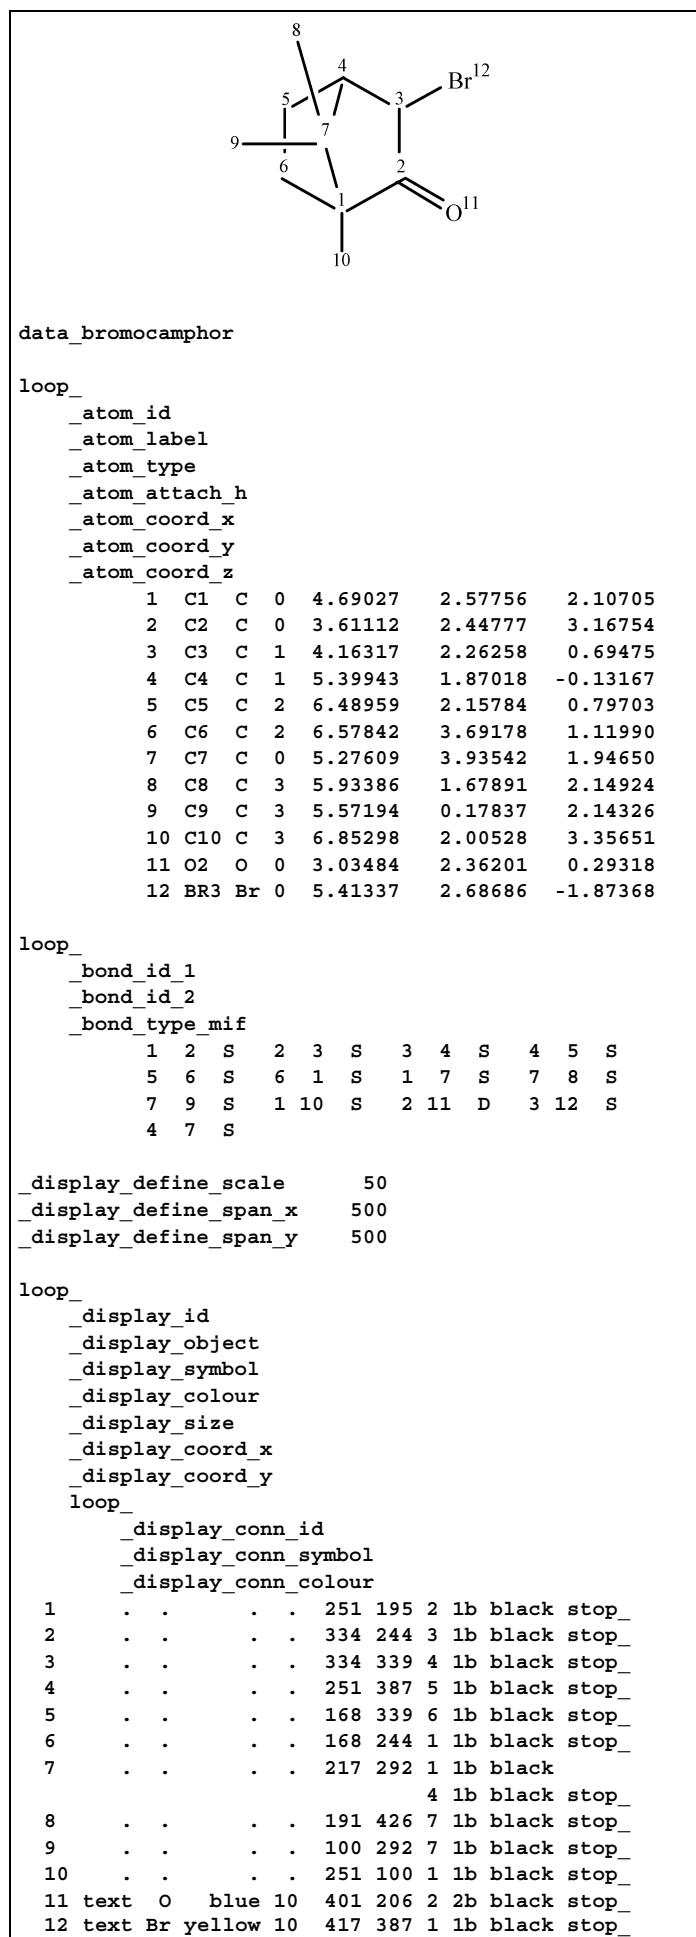 8
4
Br12
5
3
7
9
6
2
1
O11
10
data_bromocamphor
loop_
_atom_id
_atom_label
_atom_type
_atom_attach_h
_atom_coord_x
_atom_coord_y
_atom_coord_z
1 C1 C 0 4.69027 2.57756 2.10705
2 C2 C 0 3.61112 2.44777 3.16754
3 C3 C 1 4.16317 2.26258 0.69475
4 C4 C 1 5.39943 1.87018 -0.13167
5 C5 C 2 6.48959 2.15784 0.79703
6 C6 C 2 6.57842 3.69178 1.11990
7 C7 C 0 5.27609 3.93542 1.94650
8 C8 C 3 5.93386 1.67891 2.14924
9 C9 C 3 5.57194 0.17837 2.14326
10 C10 C 3 6.85298 2.00528 3.35651
11 O2 O 0 3.03484 2.36201 0.29318
12 BR3 Br 0 5.41337 2.68686 -1.87368
loop_
_bond_id_1
_bond_id_2
_bond_type_mif
1 2 S 2 3 S 3 4 S 4 5 S
5 6 S 6 1 S 1 7 S 7 8 S
7 9 S 1 10 S 2 11 D 3 12 S
4 7 S
_display_define_scale 50
_display_define_span_x 500
_display_define_span_y 500
loop_
_display_id
_display_object
_display_symbol
_display_colour
_display_size
_display_coord_x
_display_coord_y
loop_
_display_conn_id
_display_conn_symbol
_display_conn_colour
1 . . . . 251 195 2 1b black stop_
2 . . . . 334 244 3 1b black stop_
3 . . . . 334 339 4 1b black stop_
4 . . . . 251 387 5 1b black stop_
5 . . . . 168 339 6 1b black stop_
6 . . . . 168 244 1 1b black stop_
7 . . . . 217 292 1 1b black
4 1b black stop_
8 . . . . 191 426 7 1b black stop_
9 . . . . 100 292 7 1b black stop_
10 . . . . 251 100 1 1b black stop_
11 text O blue 10 401 206 2 2b black stop_
12 text Br yellow 10 417 387 1 1b black stop_